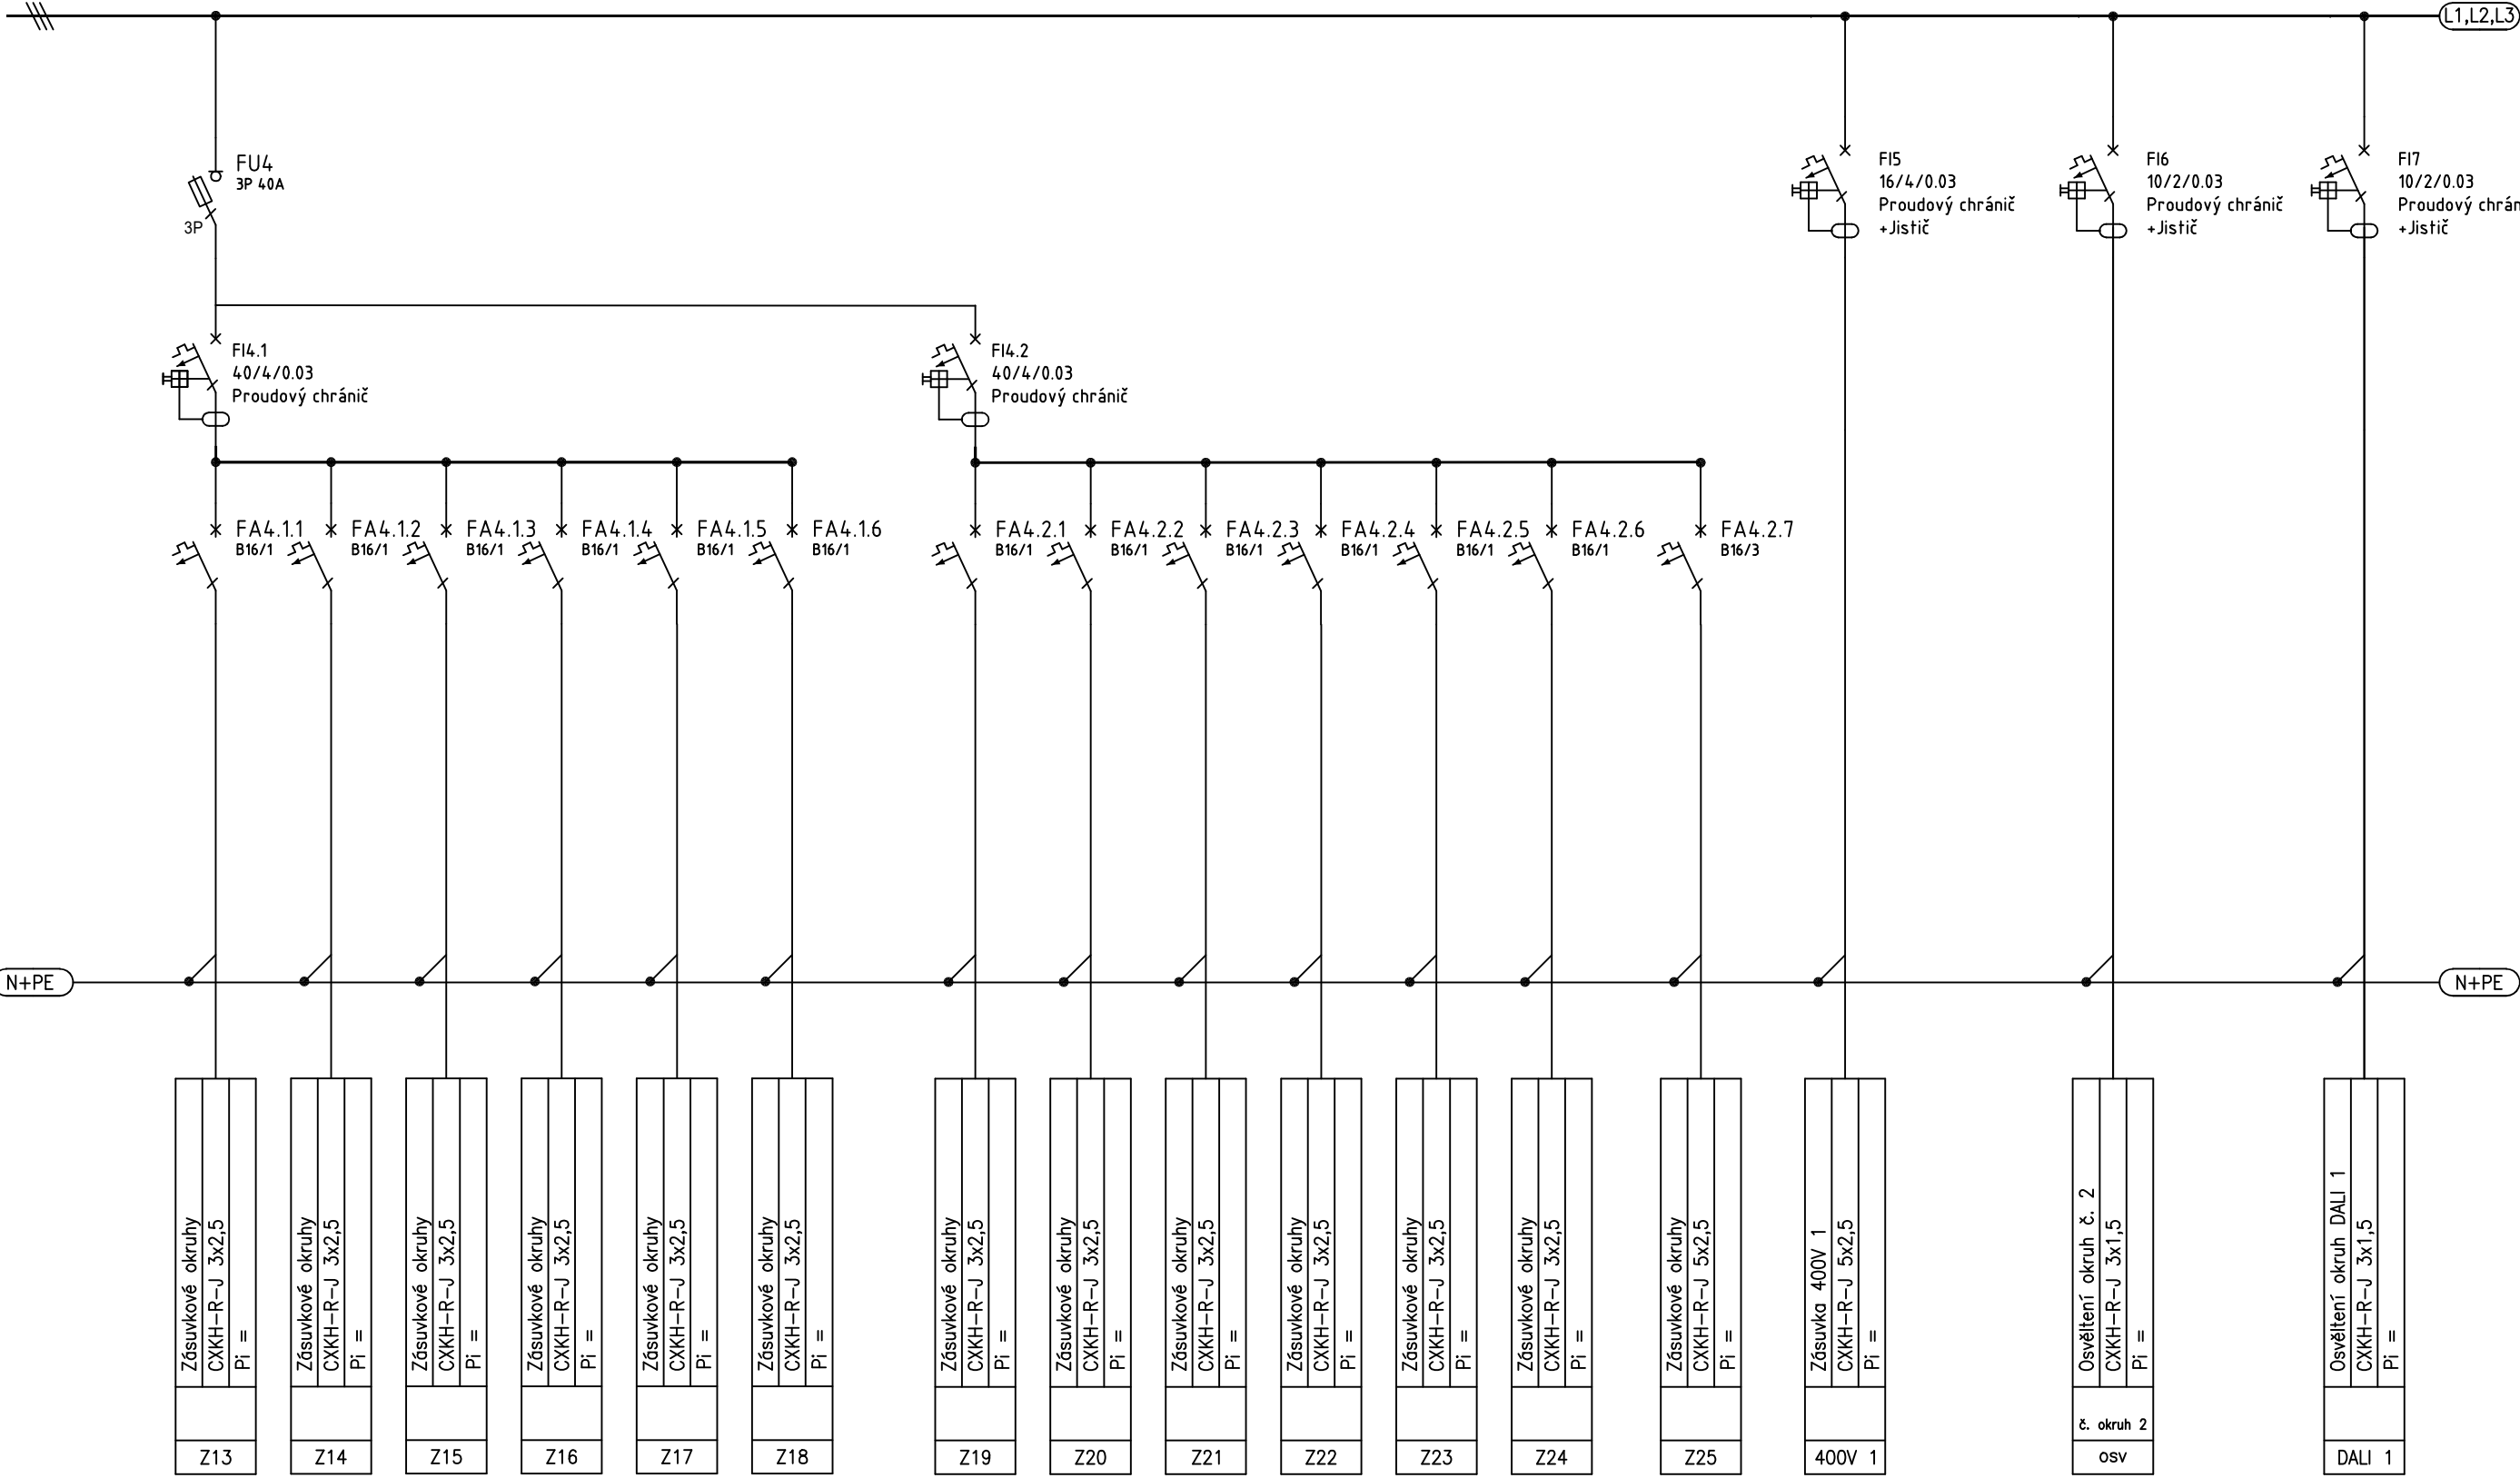 L1,L2,L3
FU4
3P 40A
3P
FI5
16/4/0.03
Proudový chránič
+Jistič
FI6
10/2/0.03
Proudový chránič
+Jistič
FI7
10/2/0.03
Proudový chrán
+Jistič
FI4.1
40/4/0.03
Proudový chránič
FI4.2
40/4/0.03
Proudový chránič
FA4.1.1
B16/1
FA4.1.2
B16/1
FA4.1.3
B16/1
FA4.1.4
B16/1
FA4.1.5
B16/1
FA4.1.6
B16/1
FA4.2.1
B16/1
FA4.2.2
B16/1
FA4.2.3
B16/1
FA4.2.4
B16/1
FA4.2.5
B16/1
FA4.2.6
B16/1
FA4.2.7
B16/3
N+PE
N+PE
Zásuvkové okruhy
CXKH-R-J 3x2,5
Pi =
Z13
Zásuvkové okruhy
CXKH-R-J 3x2,5
Pi =
Z14
Zásuvkové okruhy
CXKH-R-J 3x2,5
Pi =
Z15
Zásuvkové okruhy
CXKH-R-J 3x2,5
Pi =
Z16
Zásuvkové okruhy
CXKH-R-J 3x2,5
Pi =
Z17
Zásuvkové okruhy
CXKH-R-J 3x2,5
Pi =
Z18
Zásuvkové okruhy
CXKH-R-J 3x2,5
Pi =
Z19
Zásuvkové okruhy
CXKH-R-J 3x2,5
Pi =
Z20
Zásuvkové okruhy
CXKH-R-J 3x2,5
Pi =
Z21
Zásuvkové okruhy
CXKH-R-J 3x2,5
Pi =
Z22
Zásuvkové okruhy
CXKH-R-J 3x2,5
Pi =
Z23
Zásuvkové okruhy
CXKH-R-J 3x2,5
Pi =
Z24
Zásuvkové okruhy
CXKH-R-J 5x2,5
Pi =
Z25
Zásuvka 400V 1
CXKH-R-J 5x2,5
Pi =
400V 1
Osvěltení okruh č. 2
CXKH-R-J 3x1,5
Pi =
č. okruh 2
osv
Osvěltení okruh DALI 1
CXKH-R-J 3x1,5
Pi =
DALI 1